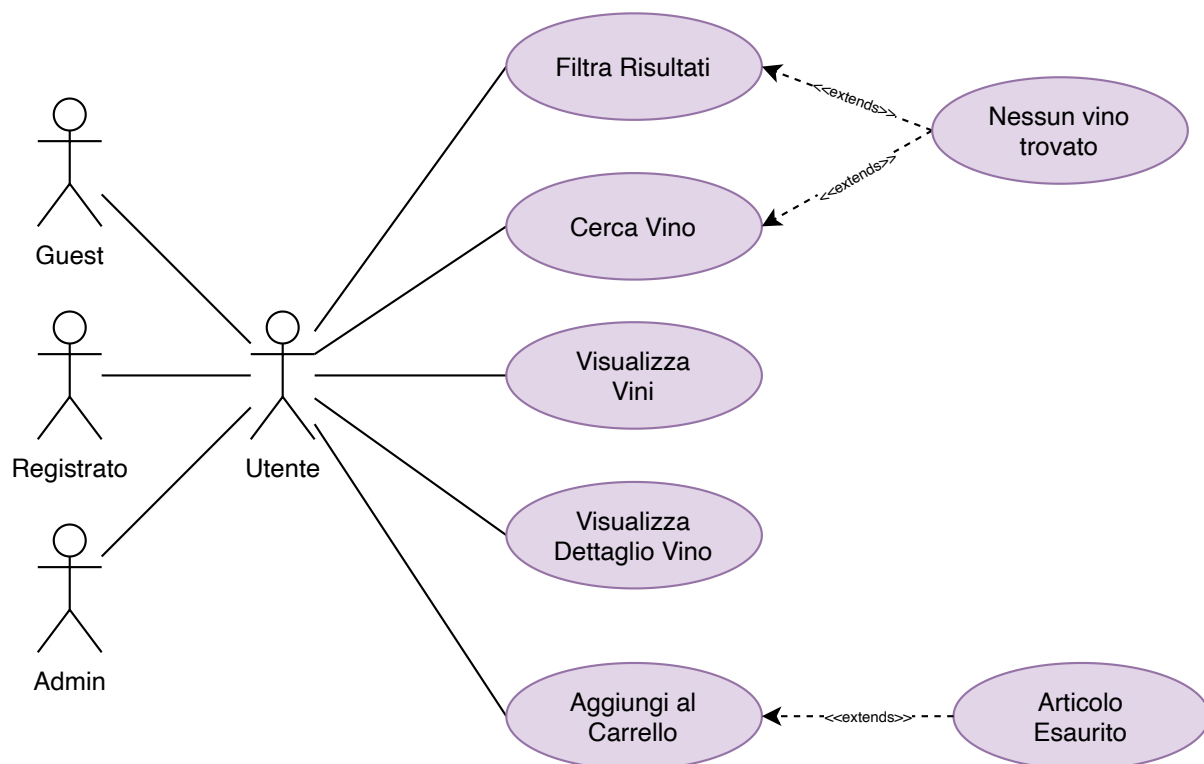 Filtra Risultati
<<extends>>
Nessun vino
trovato
Guest
Cerca Vino
<<extends>>
Visualizza
Vini
Registrato
Utente
Visualizza
Dettaglio Vino
Admin
Aggiungi al
Carrello
<<extends>>
Articolo
Esaurito